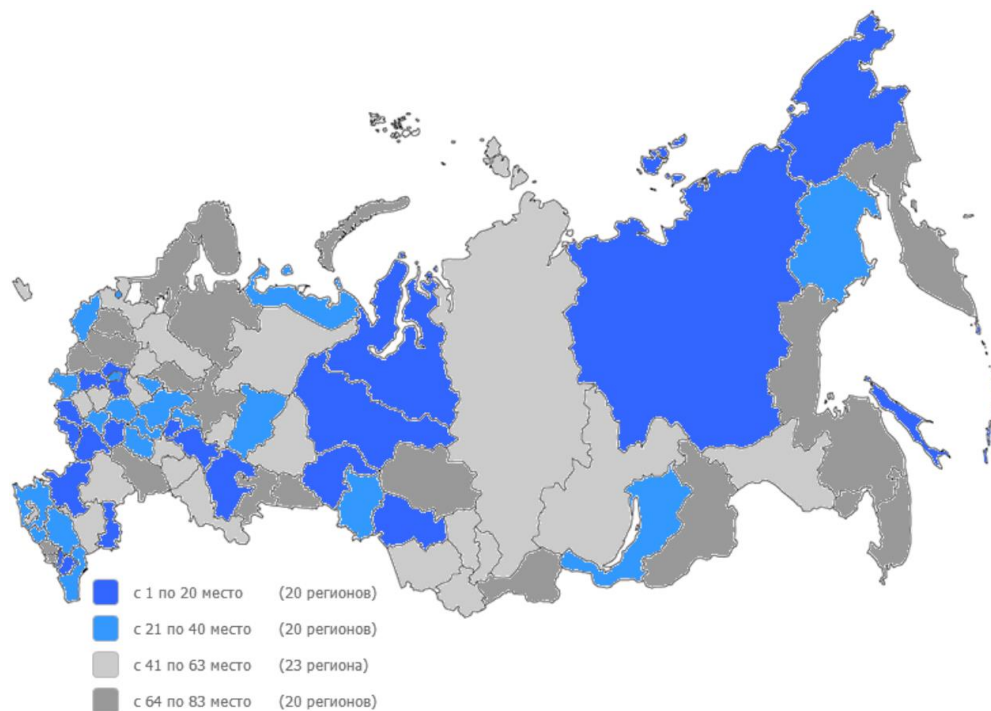 с 1 по 20 место (20 регионов)
с 21 по 40 место (20 регионов)
с 41 по 63 место (23 региона)
с 64 по 83 место (20 регионов)